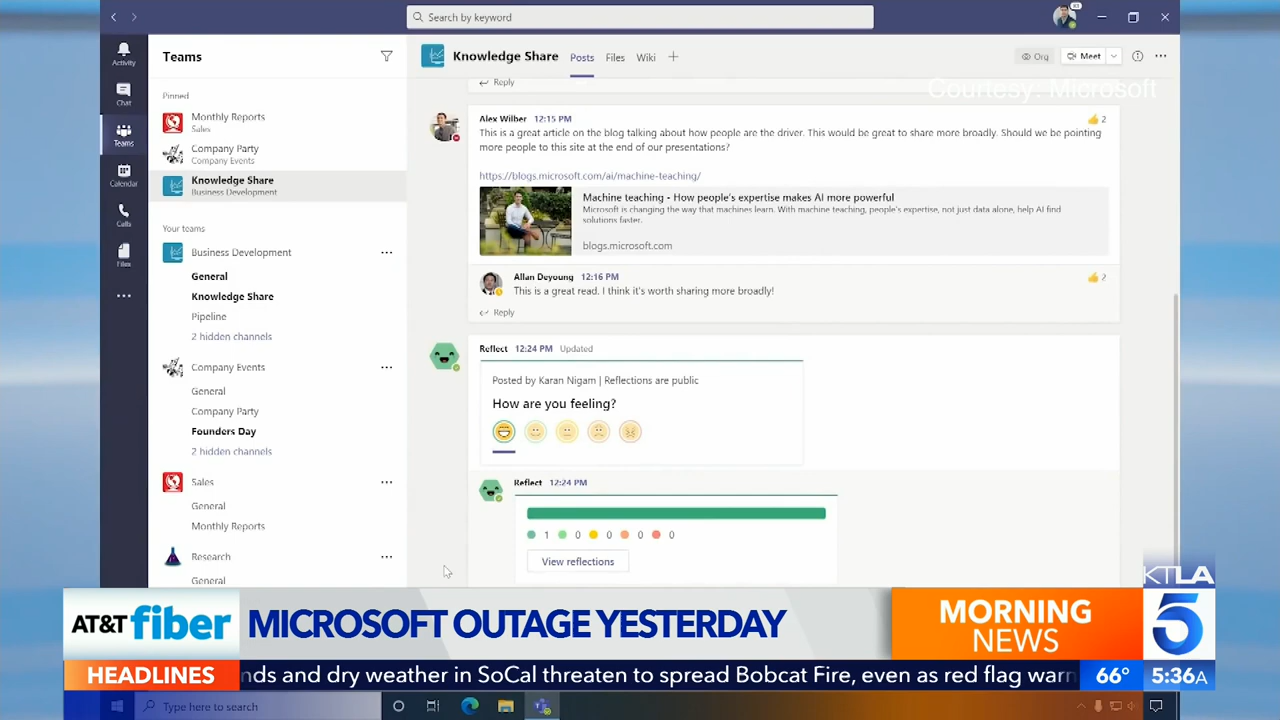 Search by keyword
Activity
Chat
Teams
Calendar
Calls
Files
Teams
Pinned
Monthly Reports
Sales
Company Party
Company Events
Knowledge Share
Business Development
Your teams
Business Development
General
Knowledge Share
Pipeline
2 hidden channels
Company Events
General
Company Party
Founders Day
2 hidden channels
Sales
General
Monthly Reports
Research
General
Knowledge Share Posts Files Wiki
Org Meet
Courtesy: Microsoft
Reply
Alex Wilber 12:15 PM 2
This is a great article on the blog talking about how people are the driver. This would be great to share more broadly. Should we be pointing
more people to this site at the end of our presentations?
https://blogs.microsoft.com/ai/machine-teaching/
Machine teaching - How people's expertise makes AI more powerful
Microsoft is changing the way that machines learn. With machine teaching, people's expertise, not just data alone, help AI find
solutions faster.
blogs.microsoft.com
Allan Deyoung 12:16 PM 2
This is a great read. I think it's worth sharing more broadly!
Reply
Reflect 12:24 PM Updated
Posted by Karan Nigam | Reflections are public
How are you feeling?
Reflect 12:24 PM
1 0 0 0 0
View reflections
KTLA
5
AT&T fiber
MICROSOFT OUTAGE YESTERDAY
MORNING
NEWS
HEADLINES
nds and dry weather in SoCal threaten to spread Bobcat Fire, even as red flag warn
66° 5:36A
Type here to search